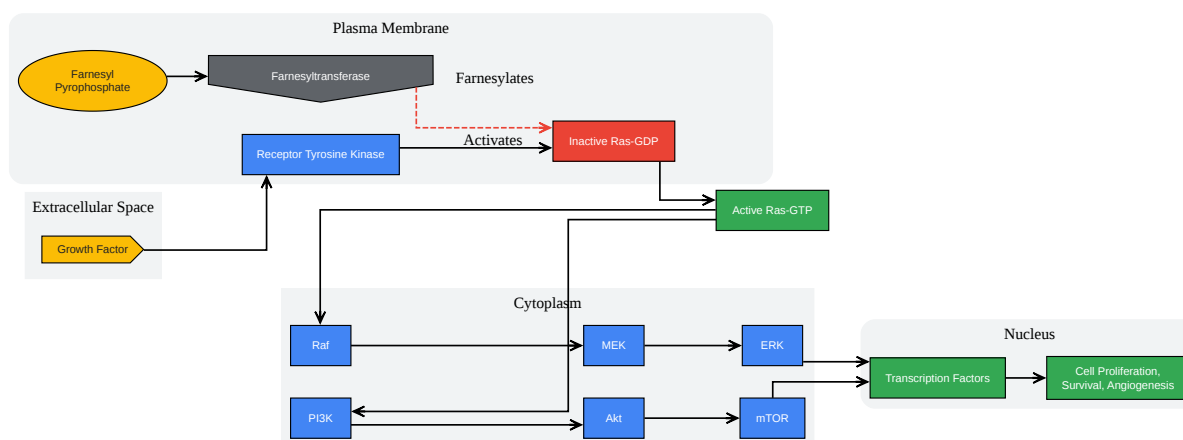 Plasma Membrane
Farnesyl
Pyrophosphate
Farnesyltransferase
Farnesylates
Receptor Tyrosine Kinase
Activates
Inactive Ras-GDP
Extracellular Space
Growth Factor
Active Ras-GTP
Cytoplasm
Raf
MEK
ERK
PI3K
Akt
mTOR
Nucleus
Transcription Factors
Cell Proliferation,
Survival, Angiogenesis